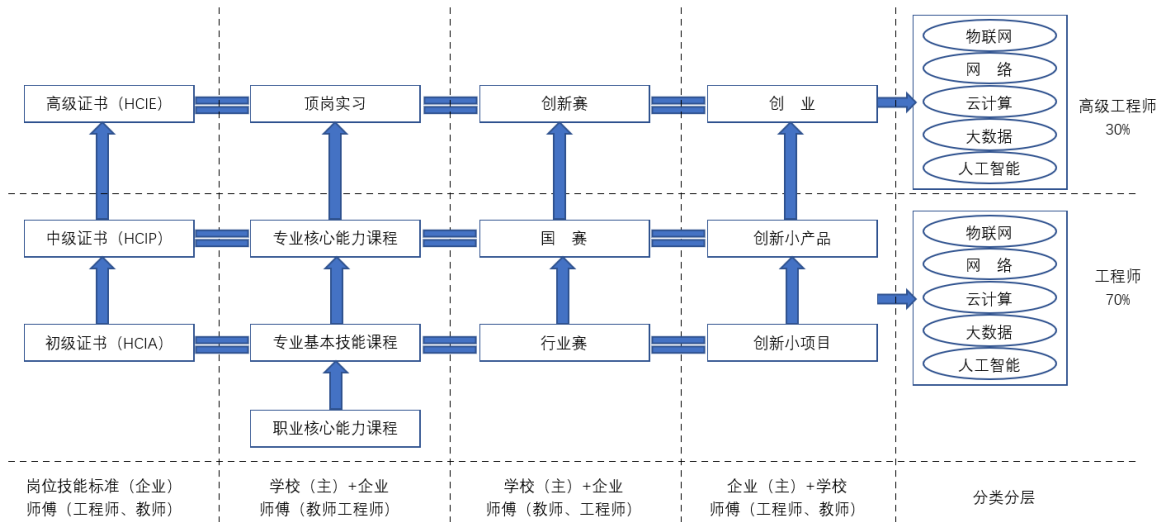 物联网
网 络
云计算
大数据
人工智能
高级工程师
30%
高级证书（HCIE）
顶岗实习
创新赛
创 业
中级证书（HCIP）
专业核心能力课程
国 赛
创新小产品
物联网
网 络
云计算
大数据
人工智能
工程师
70%
初级证书（HCIA）
专业基本技能课程
行业赛
创新小项目
职业核心能力课程
岗位技能标准（企业）
师傅（工程师、教师）
学校（主）+企业
师傅（教师工程师）
学校（主）+企业
师傅（教师、工程师）
企业（主）+学校
师傅（工程师、教师）
分类分层